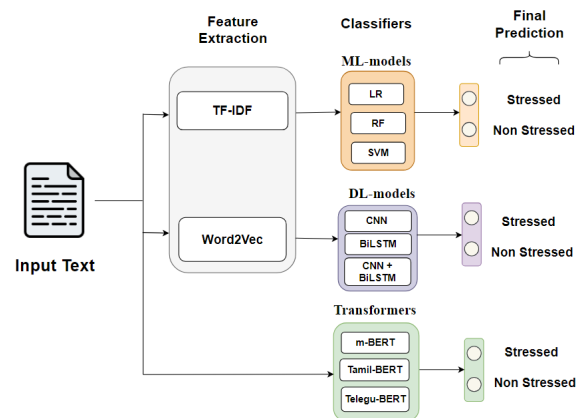 Feature
Extraction
Classifiers
Final
Prediction
ML-models
TF-IDF
LR
RF
SVM
Stressed
Non Stressed
Input Text
Word2Vec
DL-models
CNN
BiLSTM
CNN +
BiLSTM
Stressed
Non Stressed
Transformers
m-BERT
Tamil-BERT
Telegu-BERT
Stressed
Non Stressed